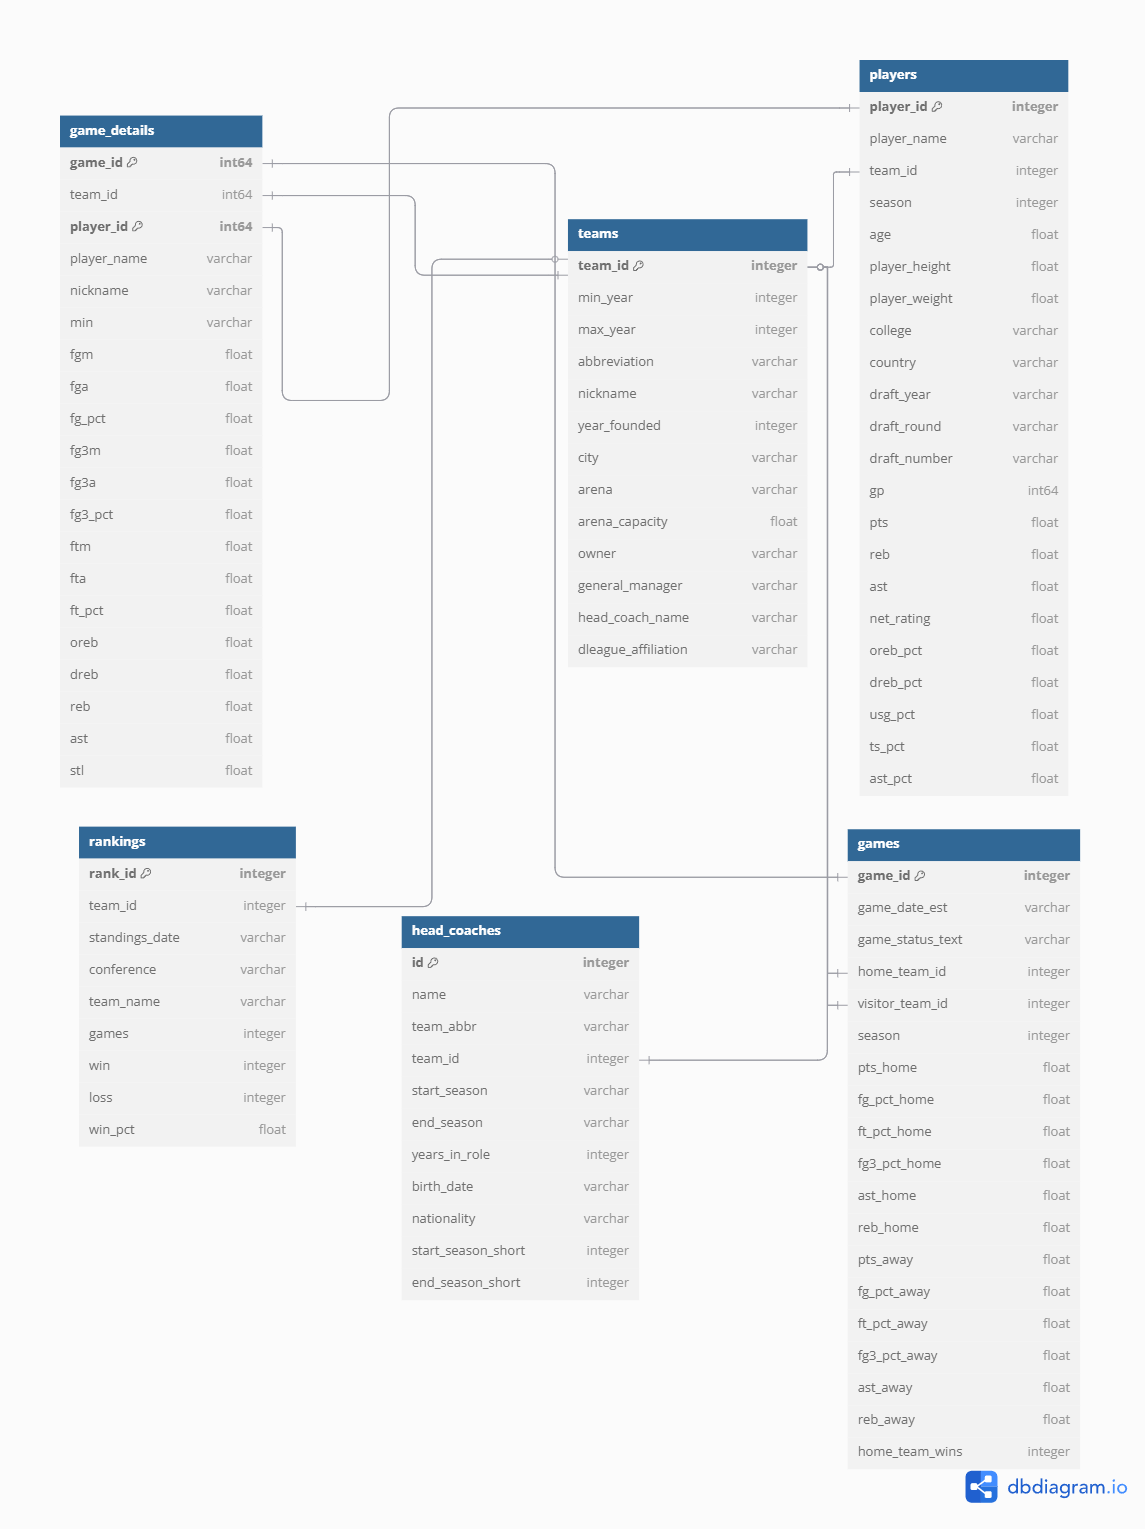 game_details
game_id int64
team_id int64
player_id int64
player_name varchar
nickname varchar
min varchar
fgm float
fga float
fg_pct float
fg3m float
fg3a float
fg3_pct float
ftm float
fta float
ft_pct float
oreb float
dreb float
reb float
ast float
stl float
teams
team_id integer
min_year integer
max_year integer
abbreviation varchar
nickname varchar
year_founded integer
city varchar
arena varchar
arena_capacity float
owner varchar
general_manager varchar
head_coach_name varchar
dleague_affiliation varchar
players
player_id integer
player_name varchar
team_id integer
season integer
age float
player_height float
player_weight float
college varchar
country varchar
draft_year varchar
draft_round varchar
draft_number varchar
gp int64
pts float
reb float
ast float
net_rating float
oreb_pct float
dreb_pct float
usg_pct float
ts_pct float
ast_pct float
rankings
rank_id integer
team_id integer
standings_date varchar
conference varchar
team_name varchar
games integer
win integer
loss integer
win_pct float
head_coaches
id integer
name varchar
team_abbr varchar
team_id integer
start_season varchar
end_season varchar
years_in_role integer
birth_date varchar
nationality varchar
start_season_short integer
end_season_short integer
games
game_id integer
game_date_est varchar
game_status_text varchar
home_team_id integer
visitor_team_id integer
season integer
pts_home float
fg_pct_home float
ft_pct_home float
fg3_pct_home float
ast_home float
reb_home float
pts_away float
fg_pct_away float
ft_pct_away float
fg3_pct_away float
ast_away float
reb_away float
home_team_wins integer
dbdiagram.io